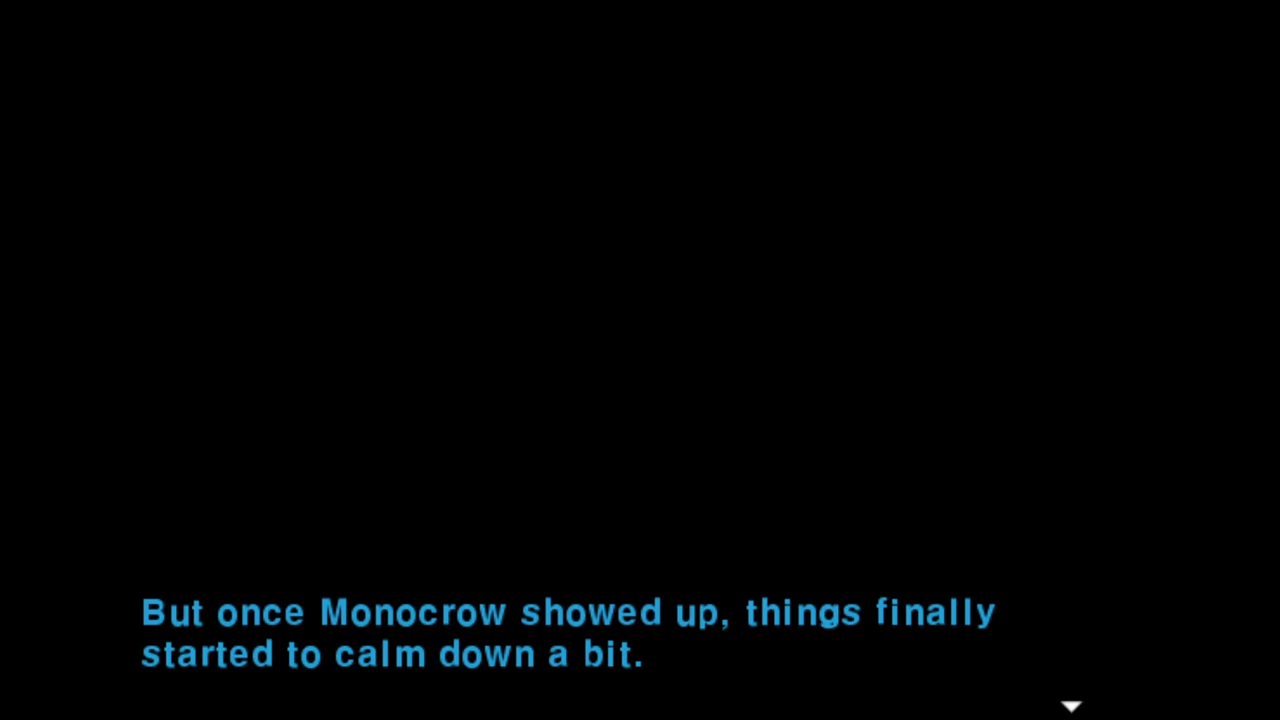 But once Monocrow showed up, things finally
started to calm down a bit.